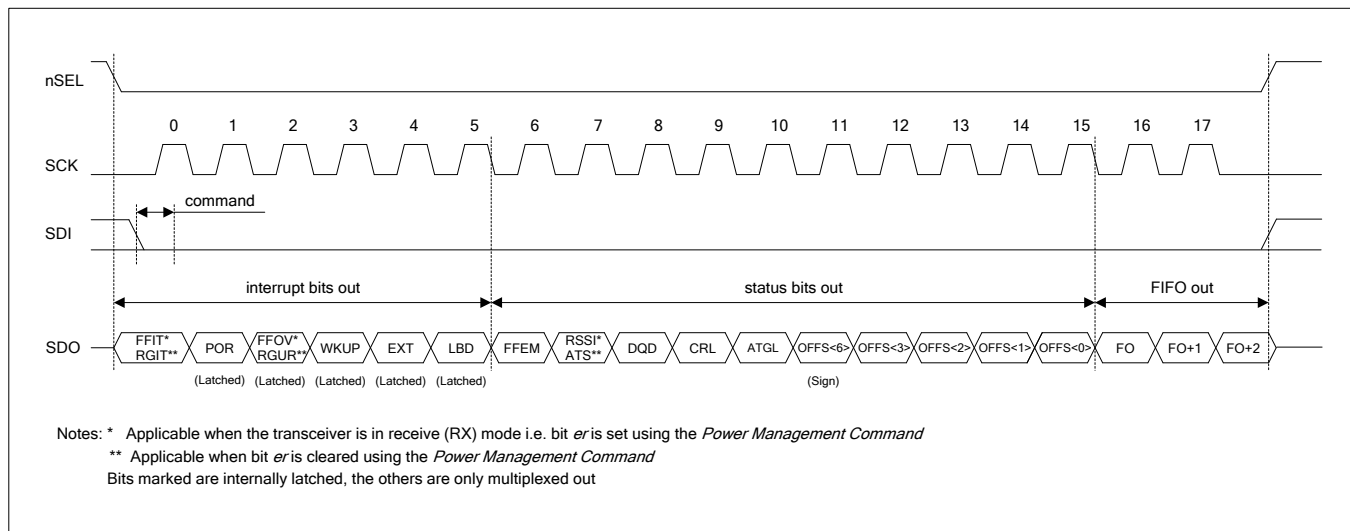 nSEL
0 1 2 3 4 5 6 7 8 9 10 11 12 13 14 15 16 17
SCK
command
SDI
interrupt bits out status bits out FIFO out
SDO
FFIT*
RGIT**
POR
FFOV*
RGUR**
WKUP
EXT
LBD
FFEM
RSSI*
ATS**
DQD
CRL
ATGL
OFFS<6>
OFFS<3>
OFFS<2>
OFFS<1>
OFFS<0>
FO
FO+1
FO+2
(Latched) (Latched) (Latched) (Latched) (Latched) (Sign)
Notes: * Applicable when the transceiver is in receive (RX) mode i.e. bit er is set using the Power Management Command
** Applicable when bit er is cleared using the Power Management Command
Bits marked are internally latched, the others are only multiplexed out